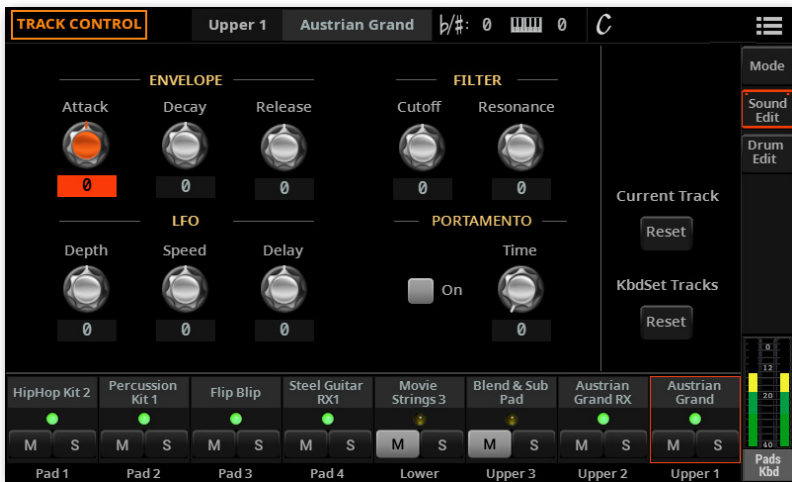 TRACK CONTROL
Upper 1
Austrian Grand
♭/#: 0
0
C
Mode
Sound
Edit
Drum
Edit
ENVELOPE
Attack
Decay
Release
0
0
0
FILTER
Cutoff
Resonance
0
0
LFO
Depth
Speed
Delay
0
0
0
PORTAMENTO
On
Time
0
Current Track
Reset
KbdSet Tracks
Reset
0
12
20
40
Pads
Kbd
HipHop Kit 2
M S
Pad 1
Percussion
Kit 1
M S
Pad 2
Flip Blip
M S
Pad 3
Steel Guitar
RX1
M S
Pad 4
Movie
Strings 3
M S
Lower
Blend & Sub
Pad
M S
Upper 3
Austrian
Grand RX
M S
Upper 2
Austrian
Grand
M S
Upper 1